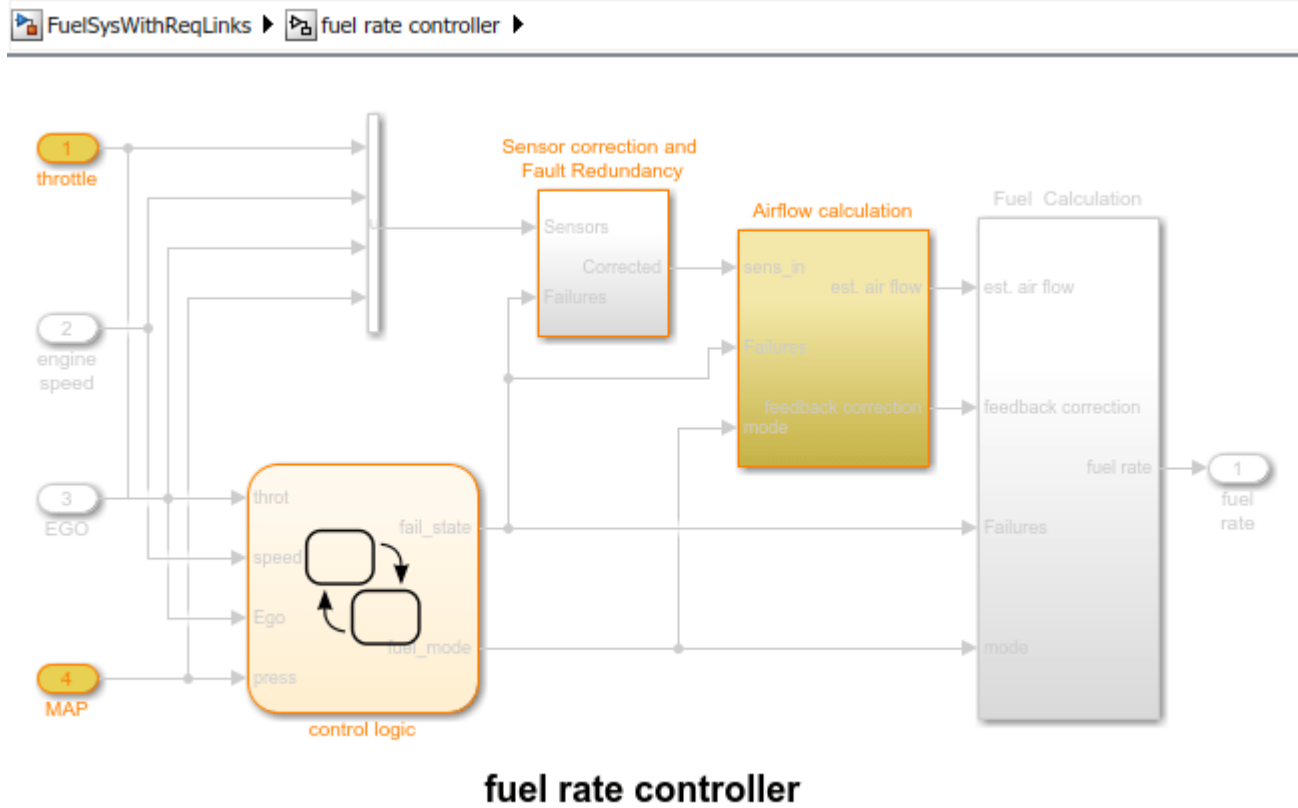 FuelSysWithReqLinks fuel rate controller
1
throttle
2
engine
speed
3
EGO
4
MAP
Sensor correction and
Fault Redundancy
Sensors
Corrected
Failures
Airflow calculation
sens_in
est. air flow
Failures
feedback correction
mode
Fuel Calculation
est. air flow
feedback correction
fuel rate
Failures
mode
1
fuel
rate
throt
fail_state
speed
Ego
fuel_mode
press
control logic
fuel rate controller